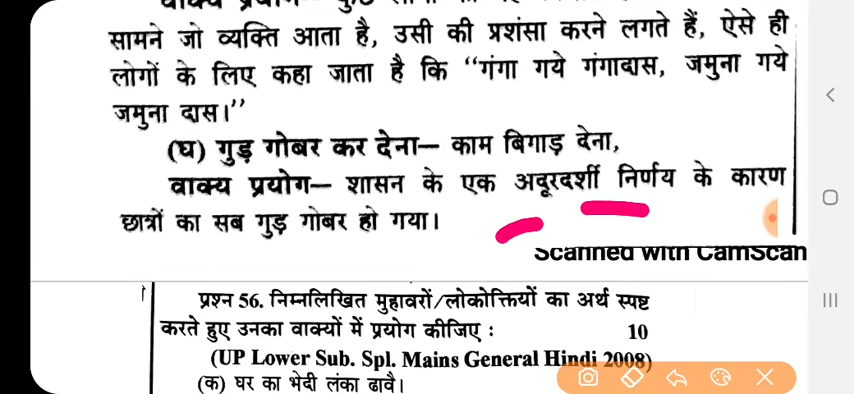 वाक्य प्रयोग—
सामने जो व्यक्ति आता है, उसी की प्रशंसा करने लगते हैं, ऐसे ही
लोगों के लिए कहा जाता है कि “गंगा गये गंगादास, जमुना गये
जमुना दास।”
(घ) गुड़ गोबर कर देना— काम बिगाड़ देना,
वाक्य प्रयोग— शासन के एक अदूरदर्शी निर्णय के कारण
छात्रों का सब गुड़ गोबर हो गया।
Scanned with CamScan
प्रश्न 56. निम्नलिखित मुहावरों/लोकोक्तियों का अर्थ स्पष्ट
करते हुए उनका वाक्यों में प्रयोग कीजिए : 10
(UP Lower Sub. Spl. Mains General Hindi 2008)
(क) घर का भेदी लंका ढावै।